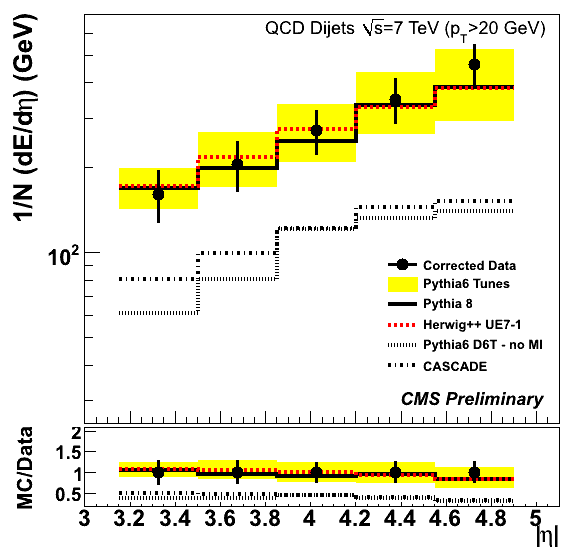 QCD Dijets √s=7 TeV (pT>20 GeV)
1/N (dE/dη) (GeV)
10²
Corrected Data
Pythia6 Tunes
Pythia 8
Herwig++ UE7-1
Pythia6 D6T - no MI
CASCADE
CMS Preliminary
MC/Data
2
1.5
1
0.5
3 3.2 3.4 3.6 3.8 4 4.2 4.4 4.6 4.8 5
|η|